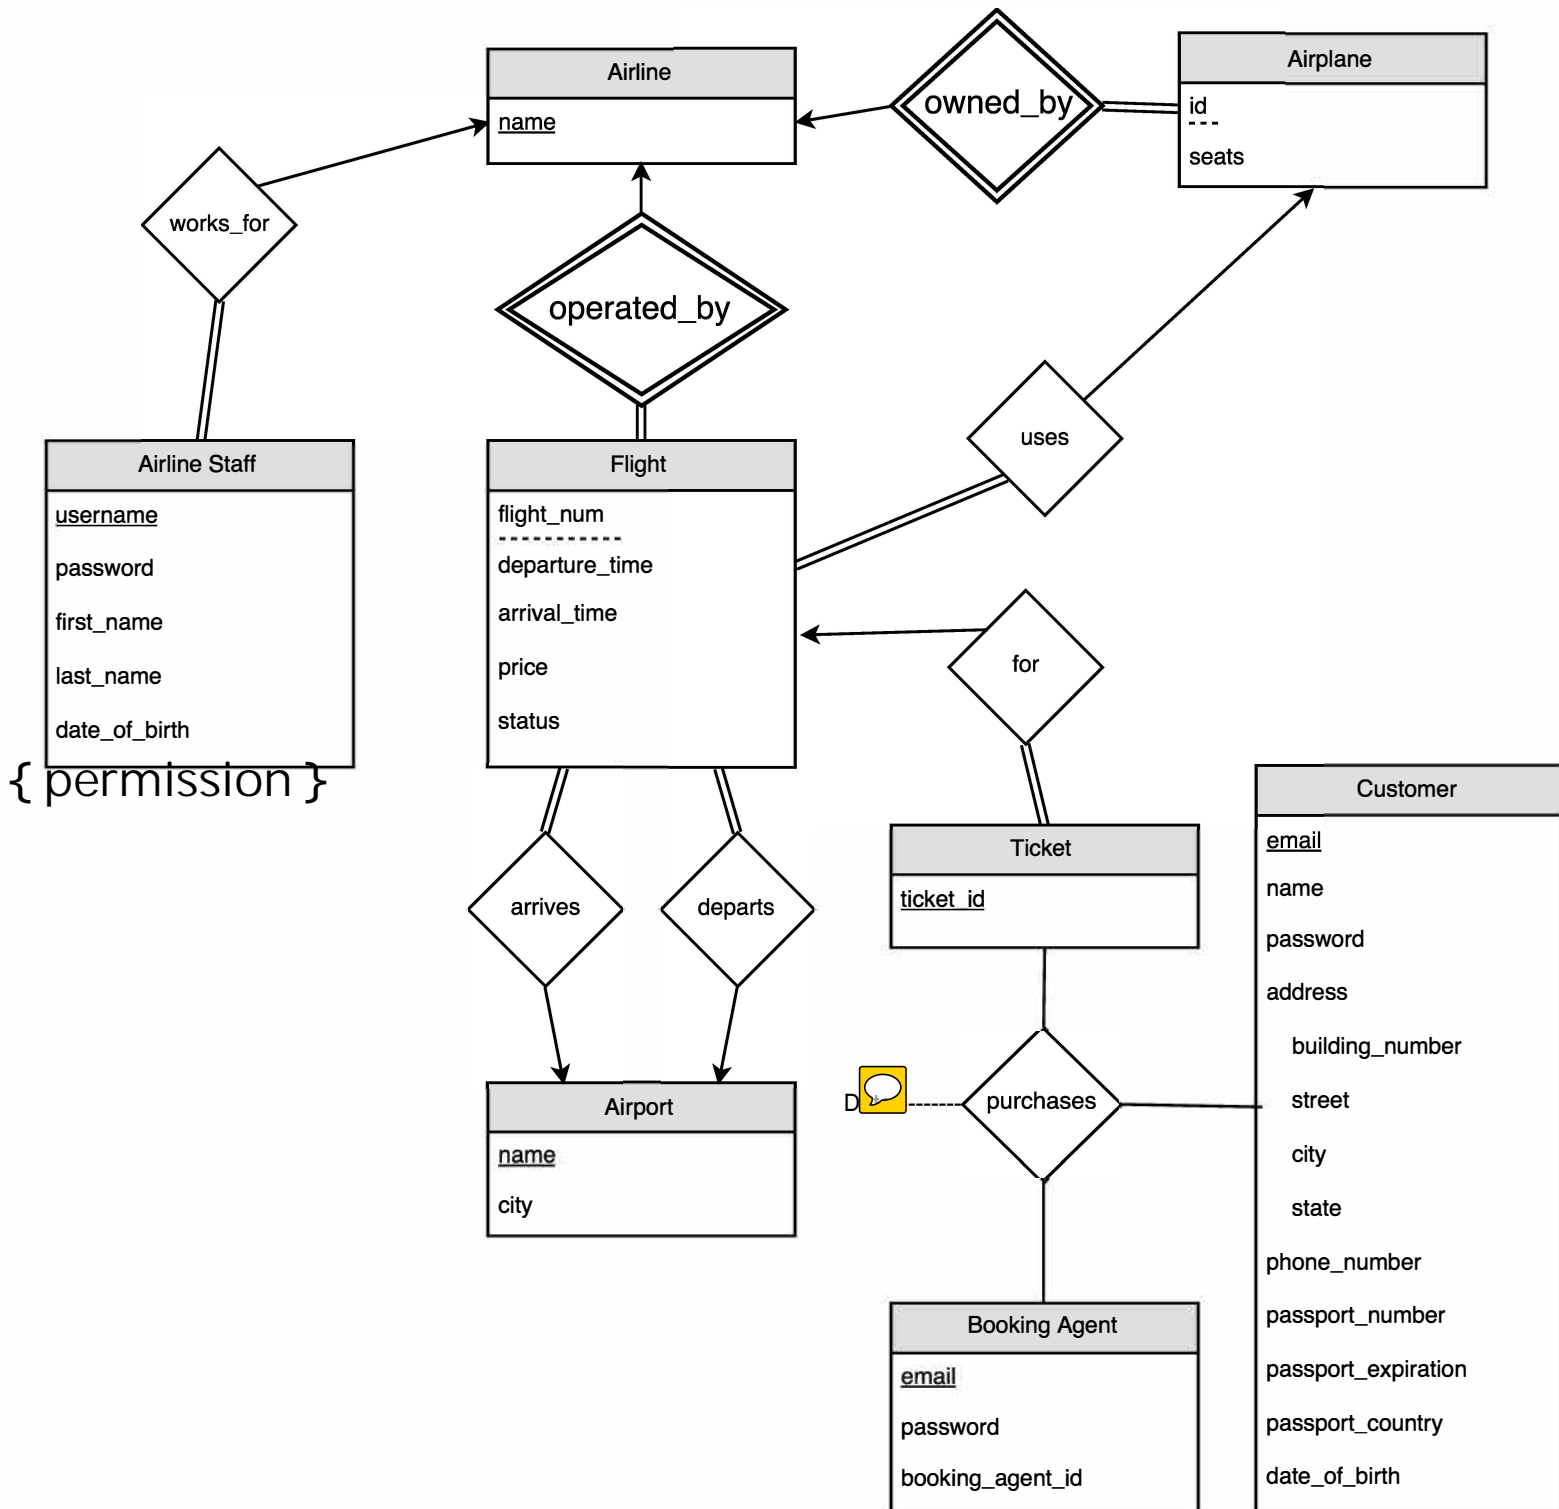 Airline
name
owned_by
Airplane
id
seats
works_for
operated_by
uses
Airline Staff
username
password
first_name
last_name
date_of_birth
{ permission }
Flight
flight_num
departure_time
arrival_time
price
status
for
arrives
departs
Ticket
ticket_id
Customer
email
name
password
address
building_number
street
city
state
phone_number
passport_number
passport_expiration
passport_country
date_of_birth
D
purchases
Airport
name
city
Booking Agent
email
password
booking_agent_id